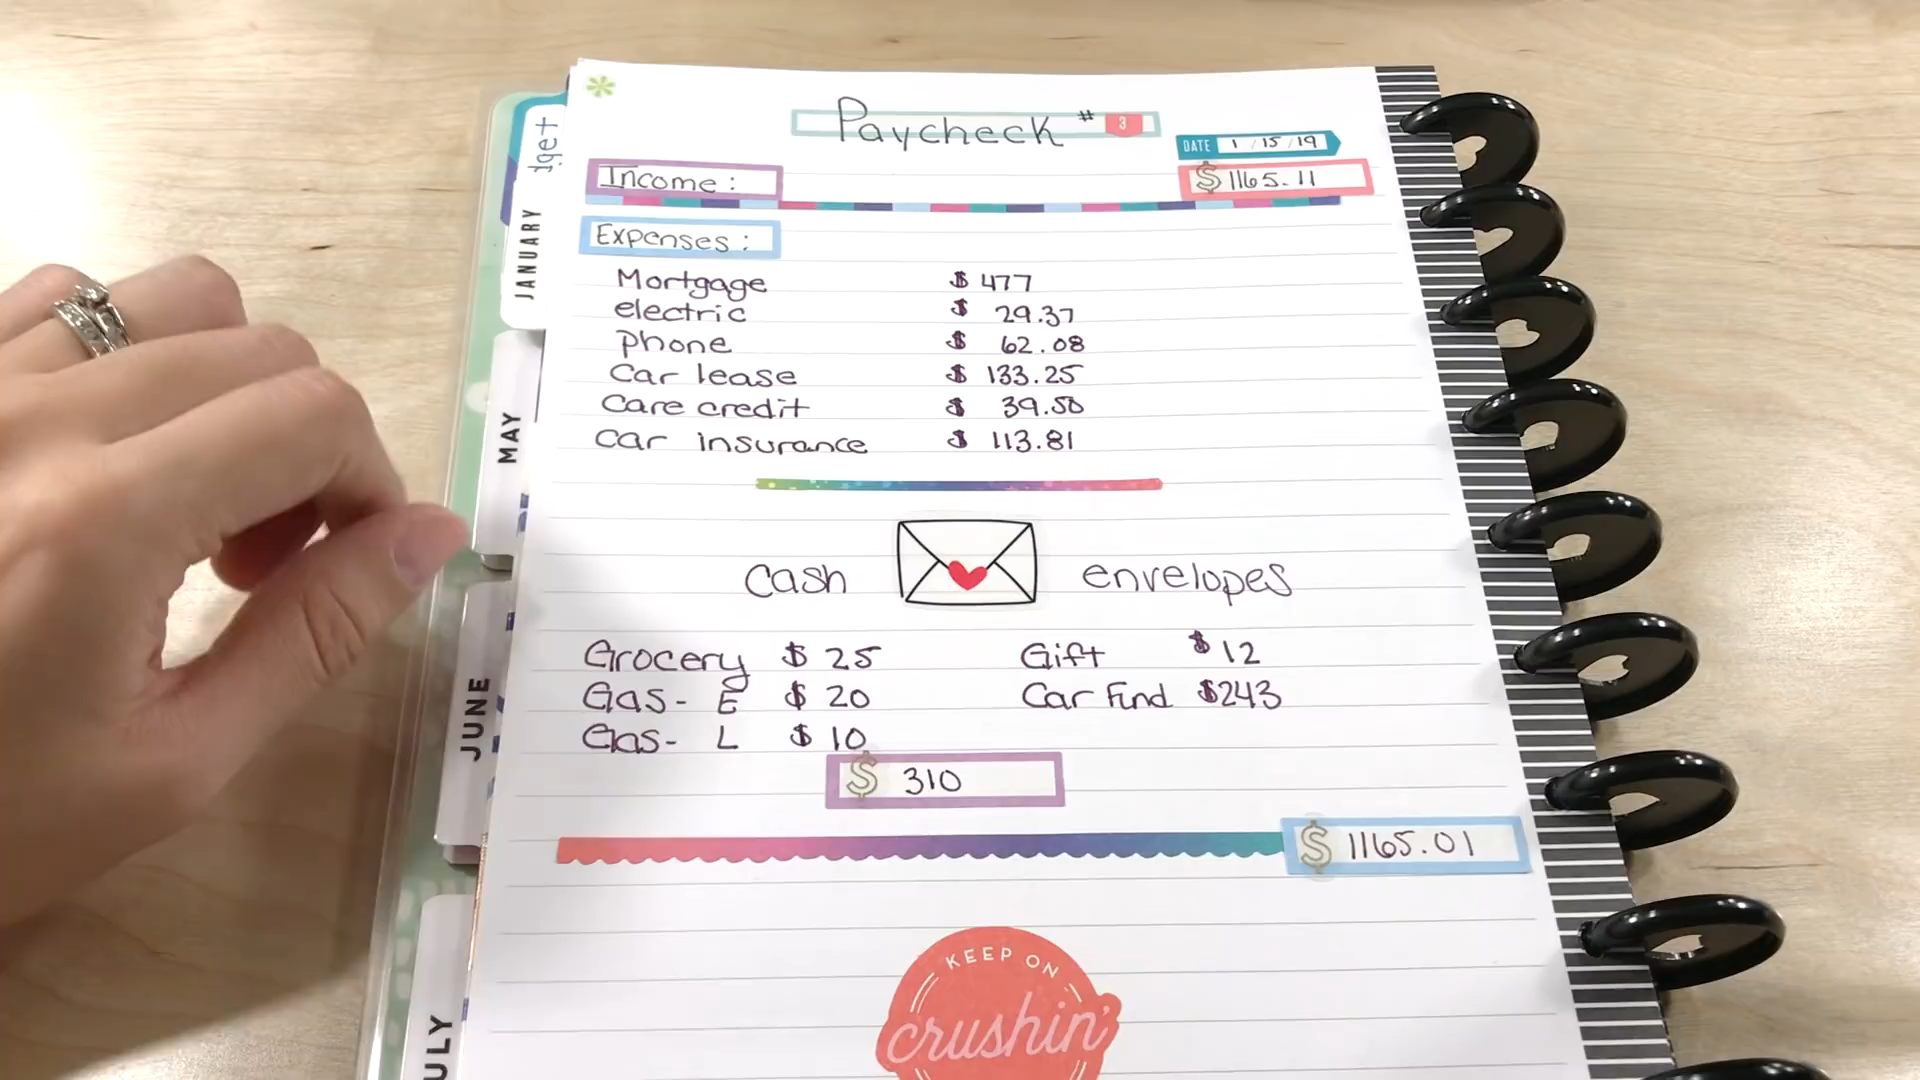 Paycheck # 3
DATE 1/15/19
Income: $1165.11
Expenses:
Mortgage $ 477
electric $ 29.37
Phone $ 62.08
Car lease $ 133.25
Care credit $ 39.50
Car insurance $ 113.81
Cash envelopes
Grocery $ 25 Gift $ 12
Gas- E $ 20 Car Fund $243
Gas- L $ 10
$ 310
$ 1165.01
KEEP ON
crushin'
JANUARY
MAY
JUNE